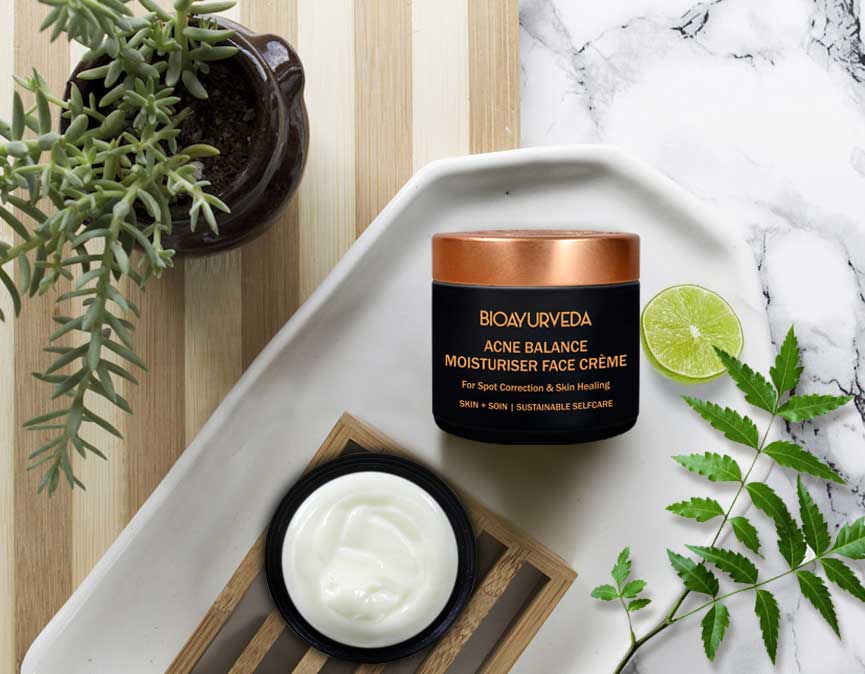 BIOAYURVEDA
ACNE BALANCE
MOISTURISER FACE CRÈME
For Spot Correction & Skin Healing
SKIN + SOIN | SUSTAINABLE SELFCARE